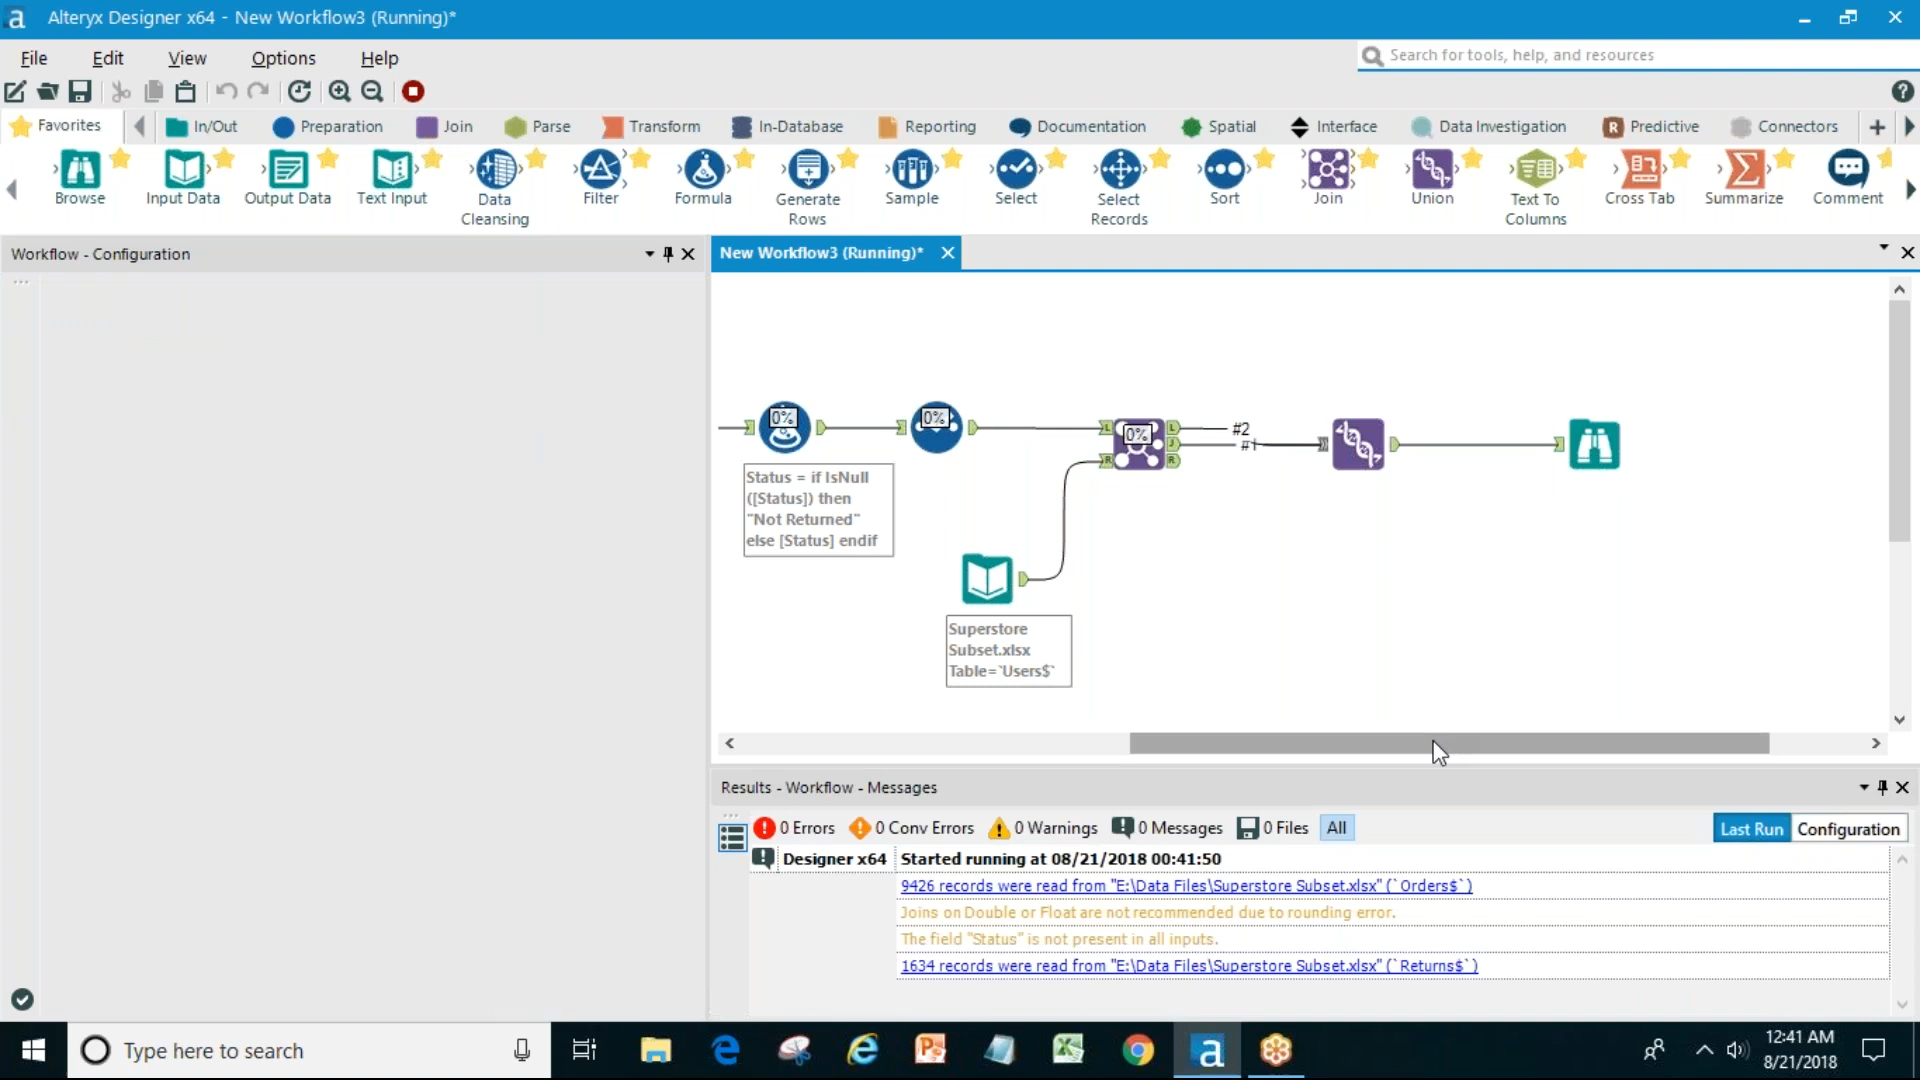 a Alteryx Designer x64 - New Workflow3 (Running)*
File Edit View Options Help
Search for tools, help, and resources
Favorites In/Out Preparation Join Parse Transform In-Database Reporting Documentation Spatial Interface Data Investigation R Predictive Connectors
Browse Input Data Output Data Text Input Data Cleansing Filter Formula Generate Rows Sample Select Select Records Sort Join Union Text To Columns Cross Tab Summarize Comment
Workflow - Configuration
New Workflow3 (Running)*
0% 0% 0%
L R L J R
#2
#1
Status = if IsNull
([Status]) then
"Not Returned"
else [Status] endif
Superstore
Subset.xlsx
Table=`Users$`
Results - Workflow - Messages
0 Errors 0 Conv Errors 0 Warnings 0 Messages 0 Files All Last Run Configuration
Designer x64 Started running at 08/21/2018 00:41:50
9426 records were read from "E:\Data Files\Superstore Subset.xlsx" (`Orders$`)
Joins on Double or Float are not recommended due to rounding error.
The field "Status" is not present in all inputs.
1634 records were read from "E:\Data Files\Superstore Subset.xlsx" (`Returns$`)
Type here to search
12:41 AM
8/21/2018